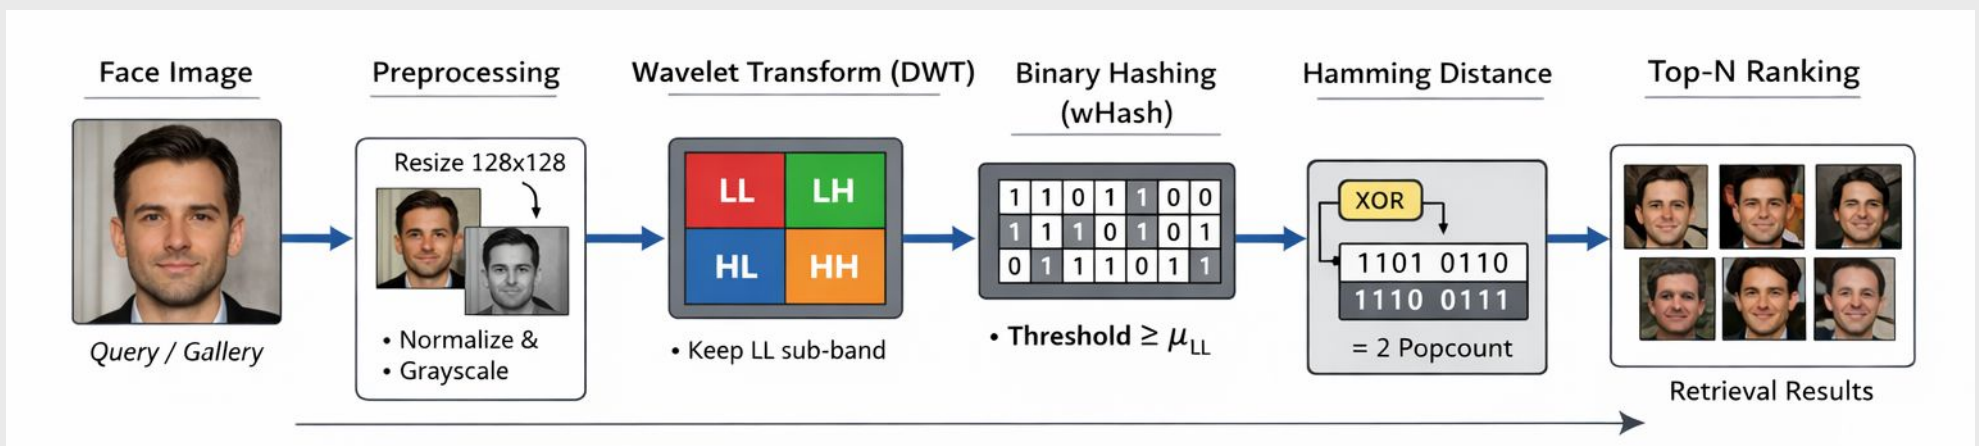 Face Image
Query / Gallery
Preprocessing
Resize 128x128
• Normalize &
• Grayscale
Wavelet Transform (DWT)
LL LH
HL HH
• Keep LL sub-band
Binary Hashing
(wHash)
1 1 0 1 1 0 0
1 1 1 0 1 0 1
0 1 1 1 0 1 1
• Threshold ≥ μLL
Hamming Distance
XOR
1101 0110
1110 0111
= 2 Popcount
Top-N Ranking
Retrieval Results